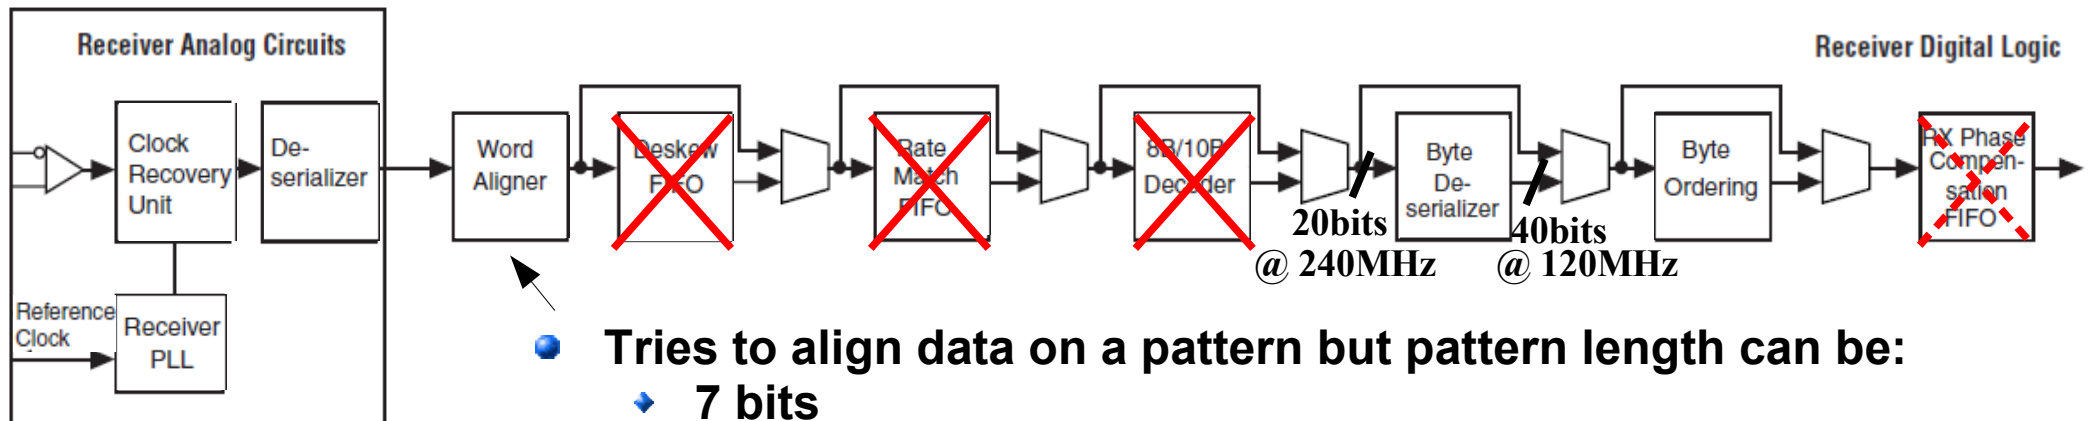 Receiver Analog Circuits
Receiver Digital Logic
Clock
Recovery
Unit
De-
serializer
Word
Aligner
Deskew
FIFO
Rate
Match
FIFO
8B/10B
Decoder
Byte
De-
serializer
Byte
Ordering
RX Phase
Compen-
sation
FIFO
20bits
@ 240MHz
40bits
@ 120MHz
Reference
Clock
Receiver
PLL
Tries to align data on a pattern but pattern length can be:
7 bits